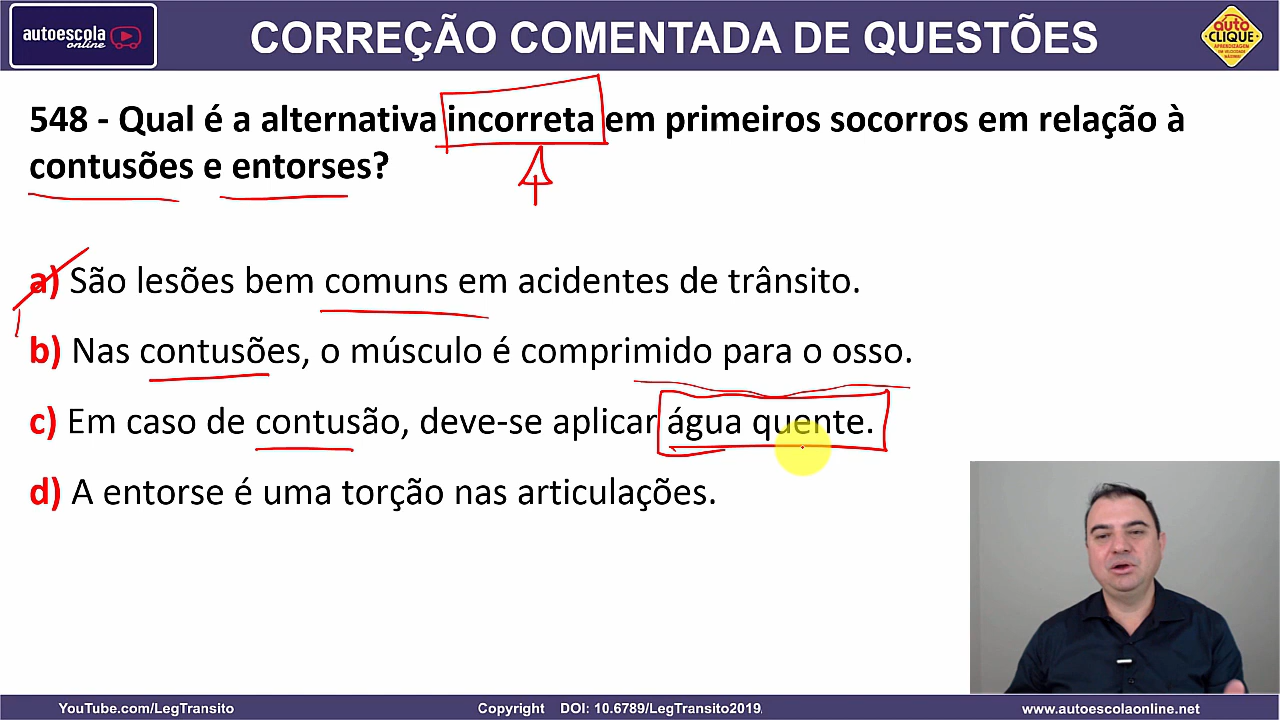 autoescola
online
CORREÇÃO COMENTADA DE QUESTÕES
auto
CLIQUE
548 - Qual é a alternativa incorreta em primeiros socorros em relação à
contusões e entorses?
a) São lesões bem comuns em acidentes de trânsito.
b) Nas contusões, o músculo é comprimido para o osso.
c) Em caso de contusão, deve-se aplicar água quente.
d) A entorse é uma torção nas articulações.
YouTube.com/LegTransito
Copyright DOI: 10.6789/LegTransito2019
www.autoescolaonline.net